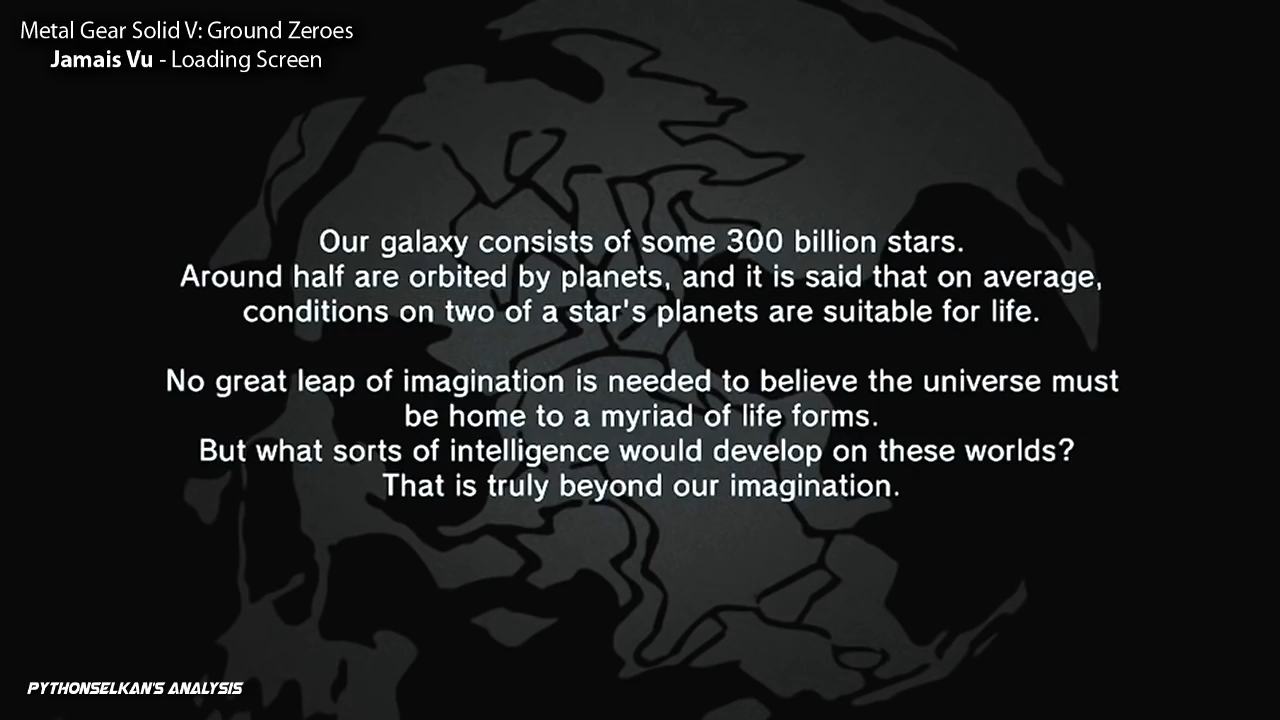 Metal Gear Solid V: Ground Zeroes
Jamais Vu - Loading Screen
Our galaxy consists of some 300 billion stars.
Around half are orbited by planets, and it is said that on average,
conditions on two of a star's planets are suitable for life.
No great leap of imagination is needed to believe the universe must
be home to a myriad of life forms.
But what sorts of intelligence would develop on these worlds?
That is truly beyond our imagination.
PYTHONSELKAN'S ANALYSIS